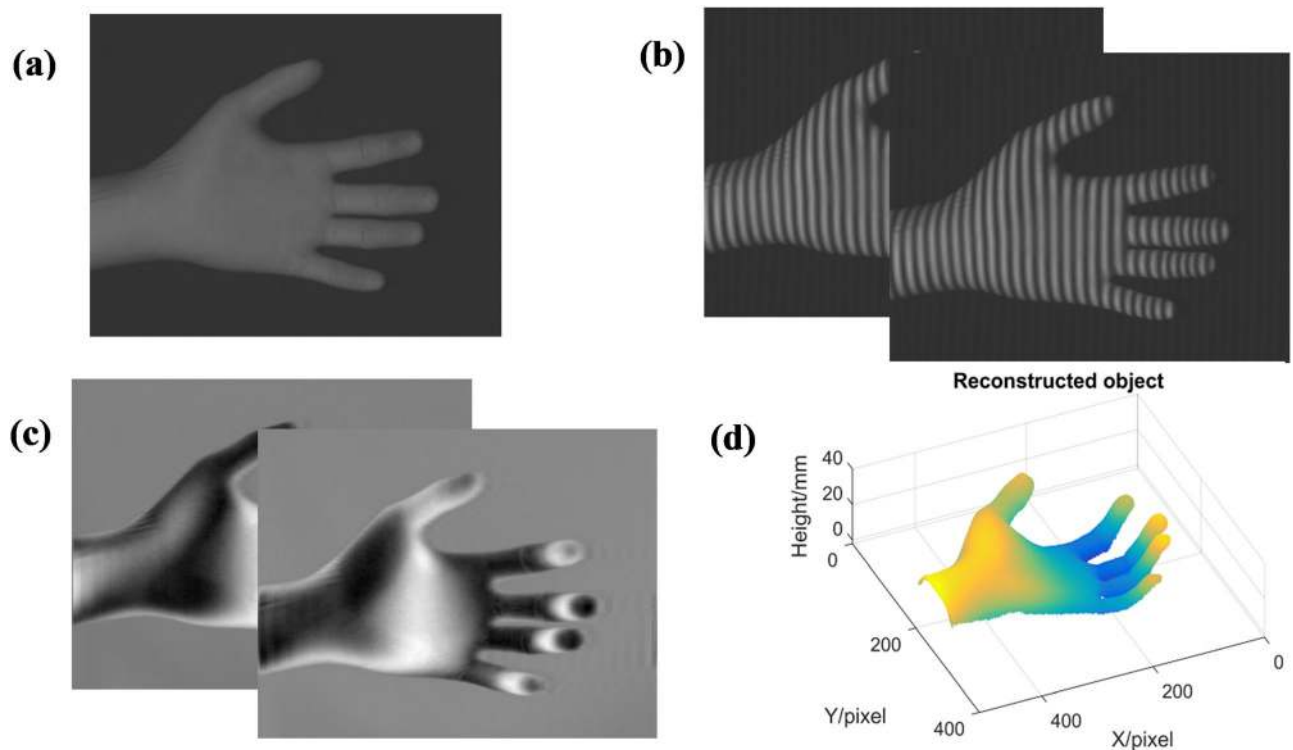 (a)
(b)
(c)
(d)
Reconstructed object
Height/mm
40
20
0
0
200
400
Y/pixel
400
200
0
X/pixel